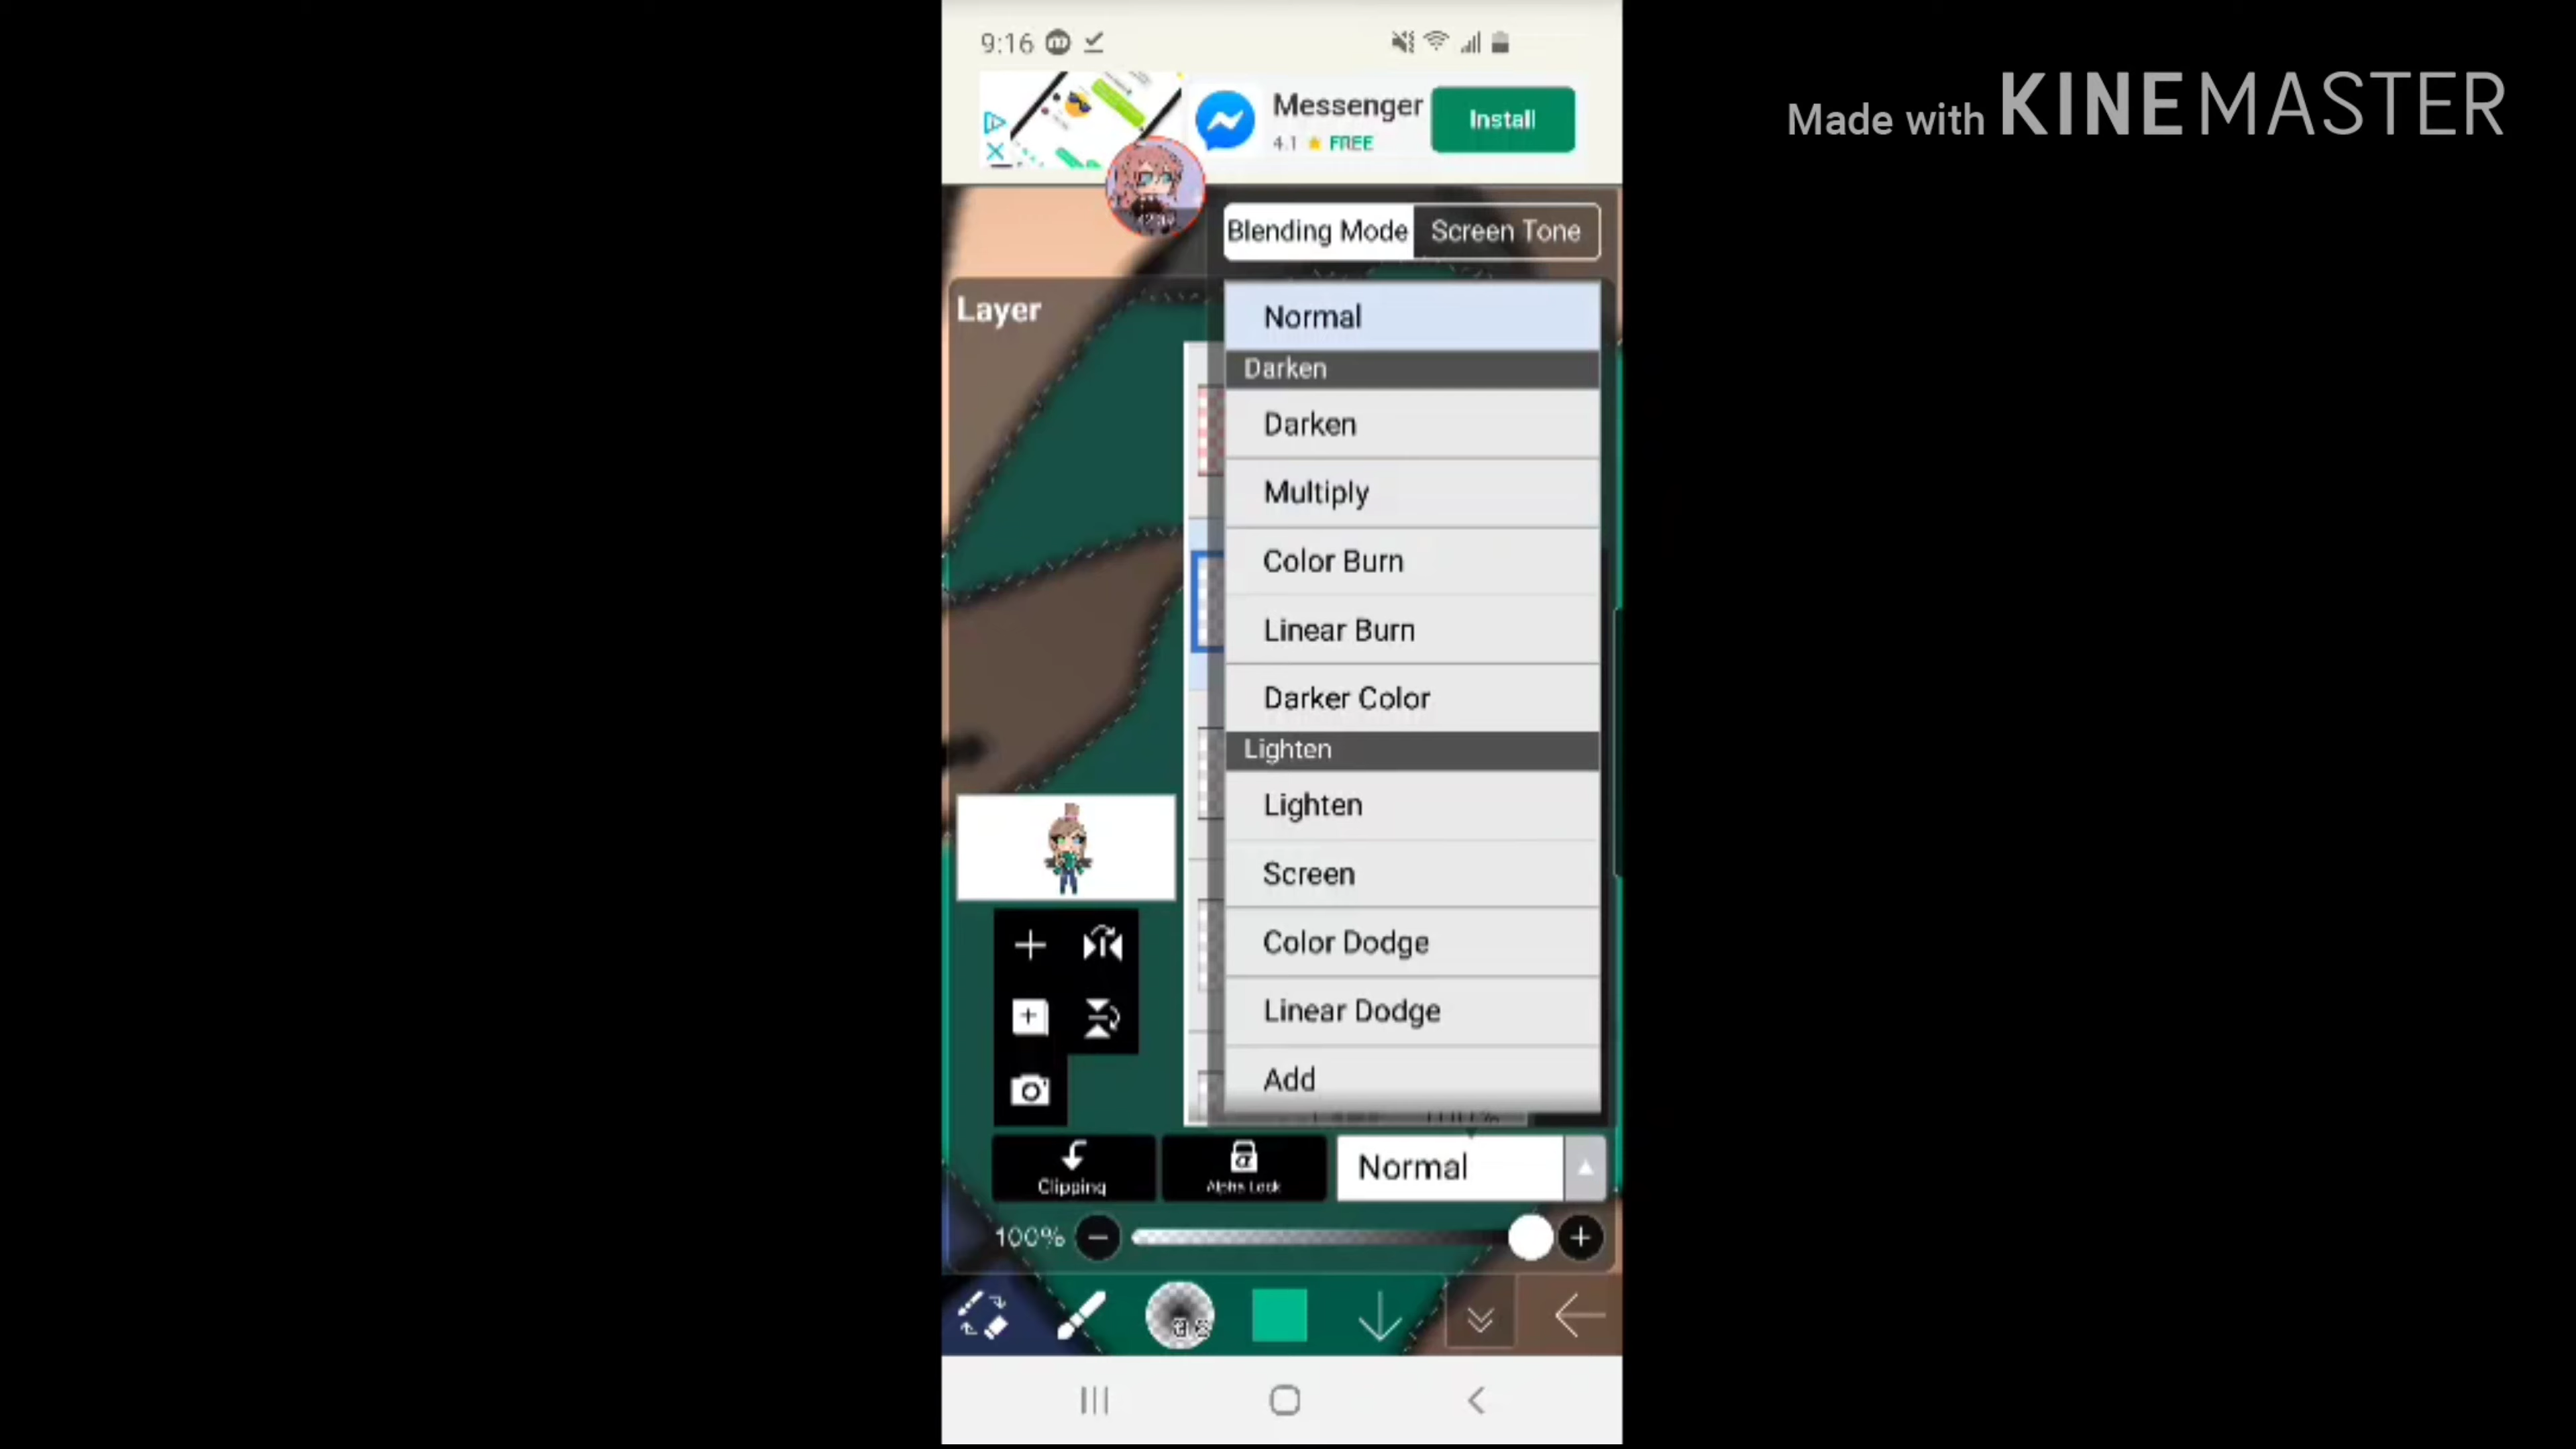 9:16
Made with KINEMASTER
Messenger
4.1 ★ FREE
Install
Blending Mode
Screen Tone
Layer
Normal
Darken
Darken
Multiply
Color Burn
Linear Burn
Darker Color
Lighten
Lighten
Screen
Color Dodge
Linear Dodge
Add
Clipping
Alpha Lock
Normal
100%